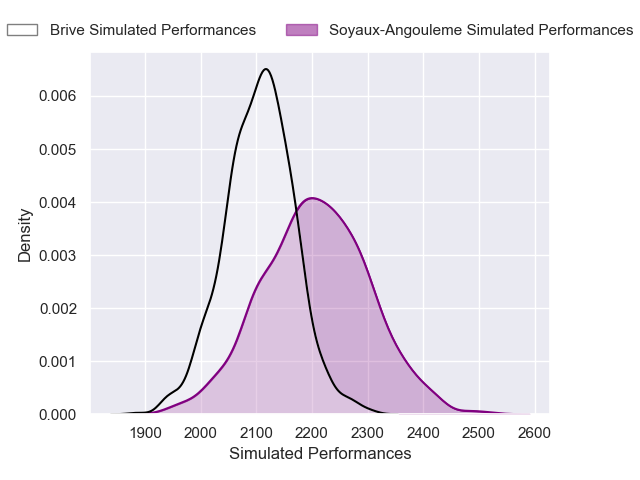 Brive Simulated Performances
Soyaux-Angouleme Simulated Performances
Density
0.006
0.005
0.004
0.003
0.002
0.001
0.000
1900 2000 2100 2200 2300 2400 2500 2600
Simulated Performances